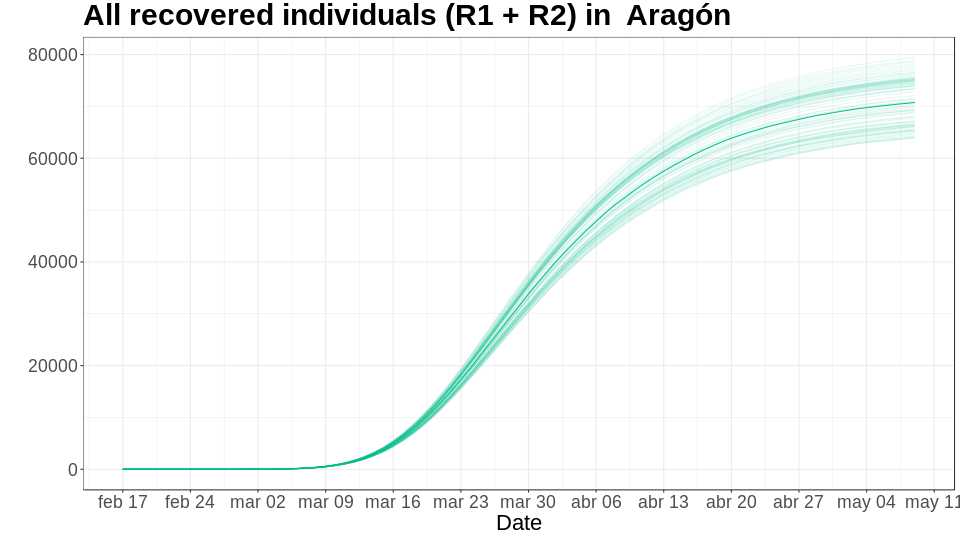 All recovered individuals (R1 + R2) in  Aragón
80000
60000
40000
20000
0
feb 17 feb 24 mar 02 mar 09 mar 16 mar 23 mar 30 abr 06 abr 13 abr 20 abr 27 may 04 may 11
Date